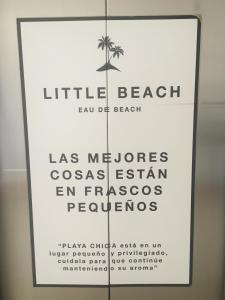 LITTLE BEACH
EAU DE BEACH
LAS MEJORES
COSAS ESTÁN
EN FRASCOS
PEQUEÑOS
"PLAYA CHICA está en un
lugar pequeño y privilegiado,
cuídala para que continúe
manteniendo su aroma"